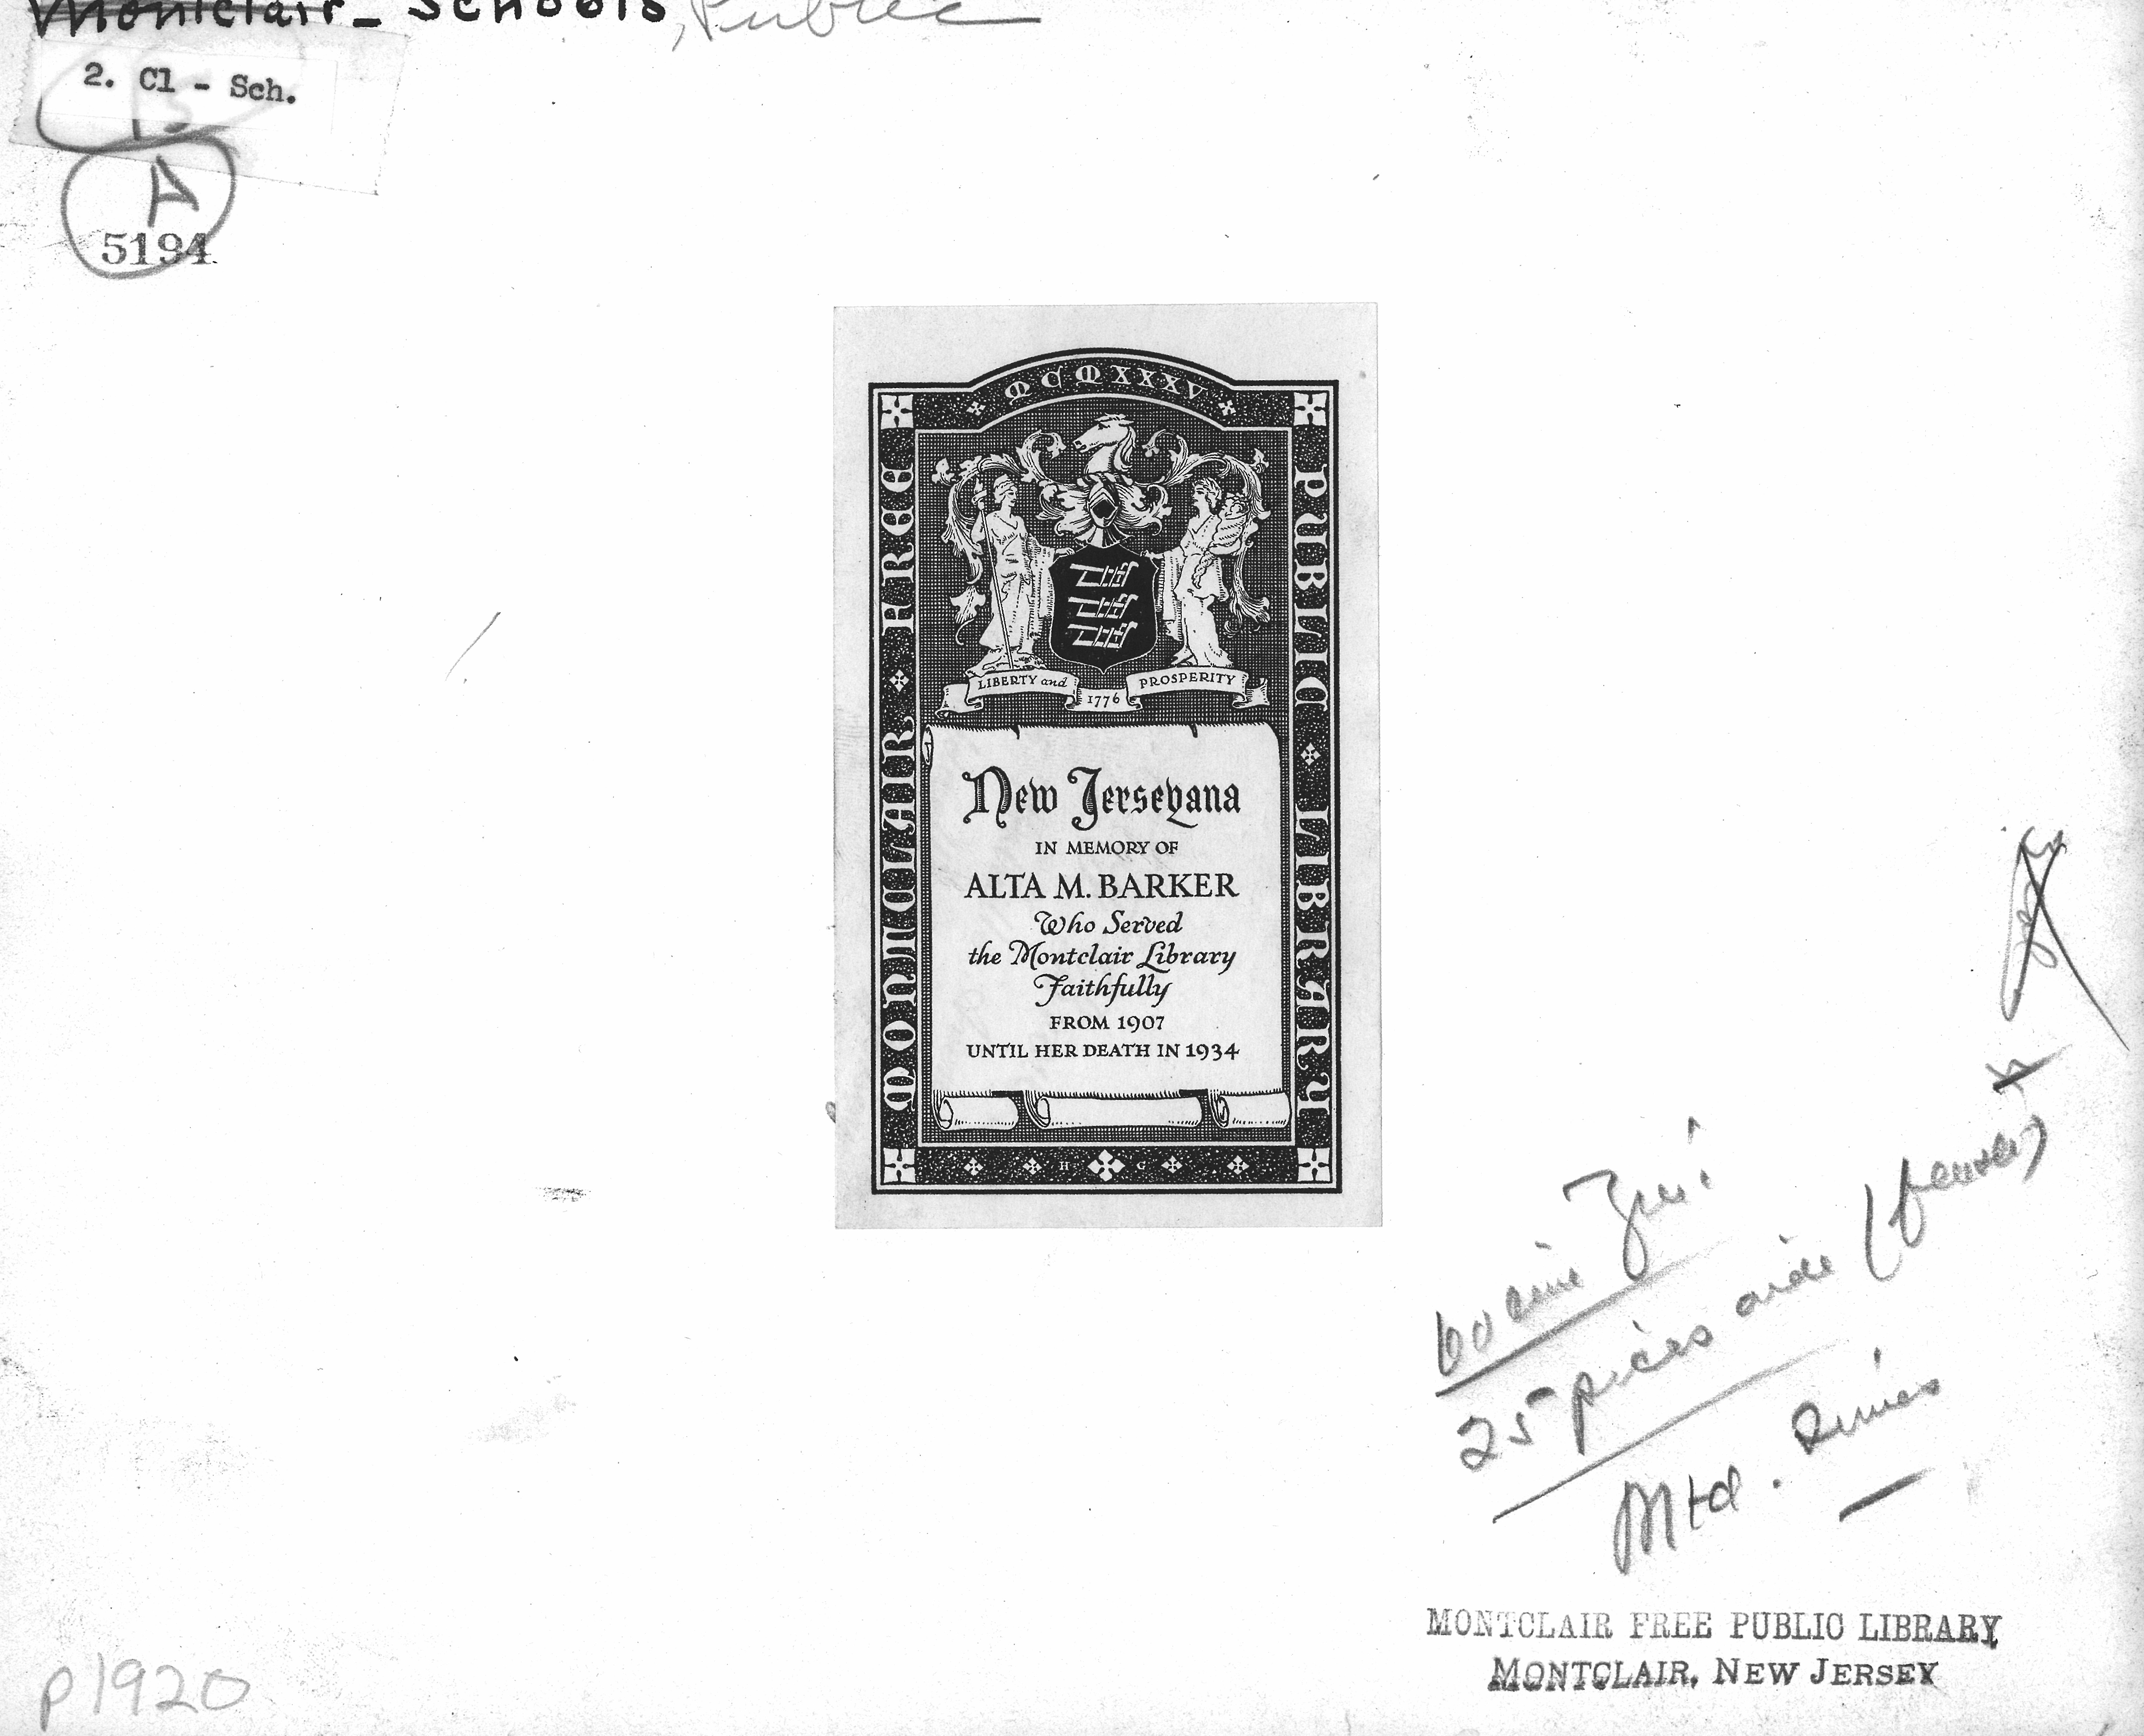 Montclair - Schools, Public
2. Cl - Sch.
B
A
5194
MCMXXXV
MONTCLAIR FREE
PUBLIC LIBRARY
LIBERTY and
1776
PROSPERITY
New Jerseyana
IN MEMORY OF
ALTA M. BARKER
Who Served
the Montclair Library
Faithfully
FROM 1907
UNTIL HER DEATH IN 1934
H G
25
Mtd.
MONTCLAIR FREE PUBLIC LIBRARY
MONTCLAIR, NEW JERSEY
p1920